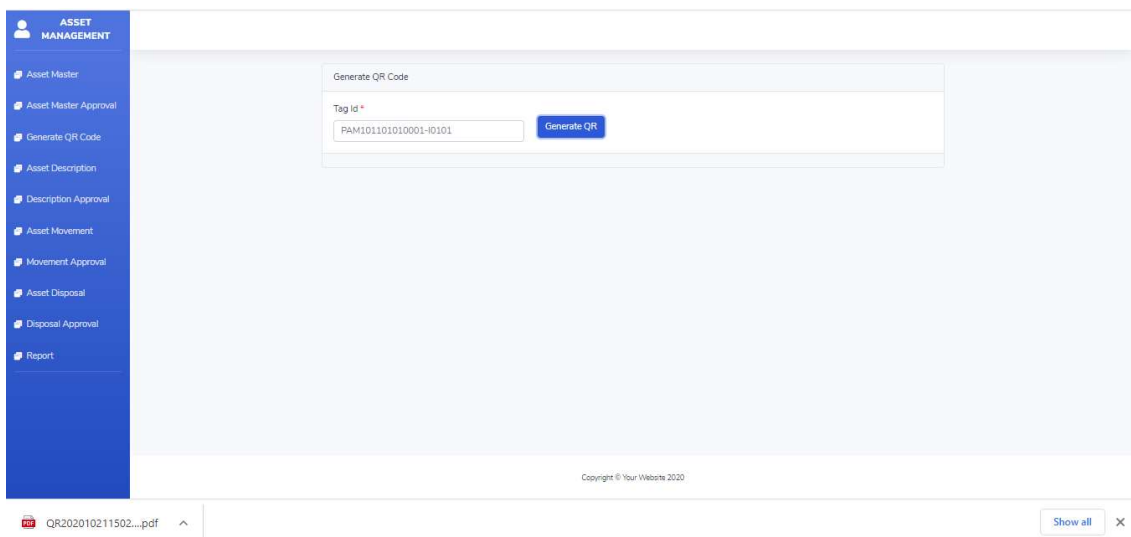 ASSET
MANAGEMENT
Asset Master
Asset Master Approval
Generate QR Code
Asset Description
Description Approval
Asset Movement
Movement Approval
Asset Disposal
Disposal Approval
Report
Generate QR Code
Tag Id *
PAM101101010001-I0101
Generate QR
Copyright © Your Website 2020
PDF
QR202010211502....pdf
Show all